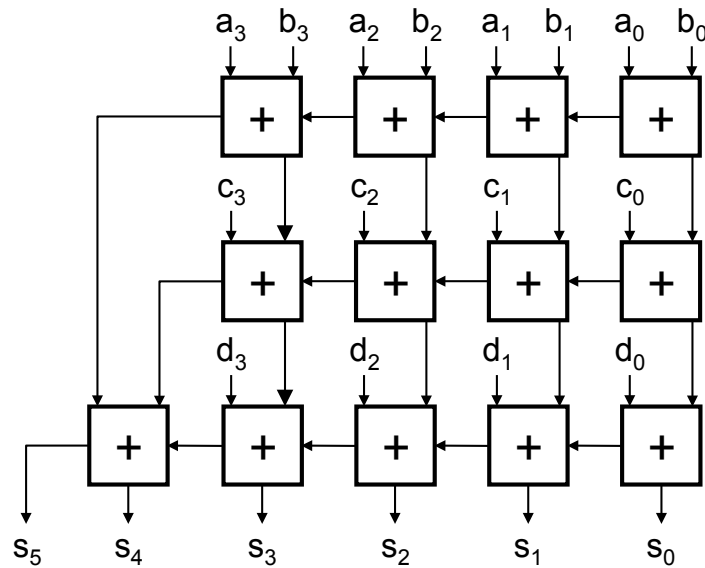 a₃ b₃ a₂ b₂ a₁ b₁ a₀ b₀
+ + + +
c₃ c₂ c₁ c₀
+ + + +
d₃ d₂ d₁ d₀
+ + + + +
s₅ s₄ s₃ s₂ s₁ s₀